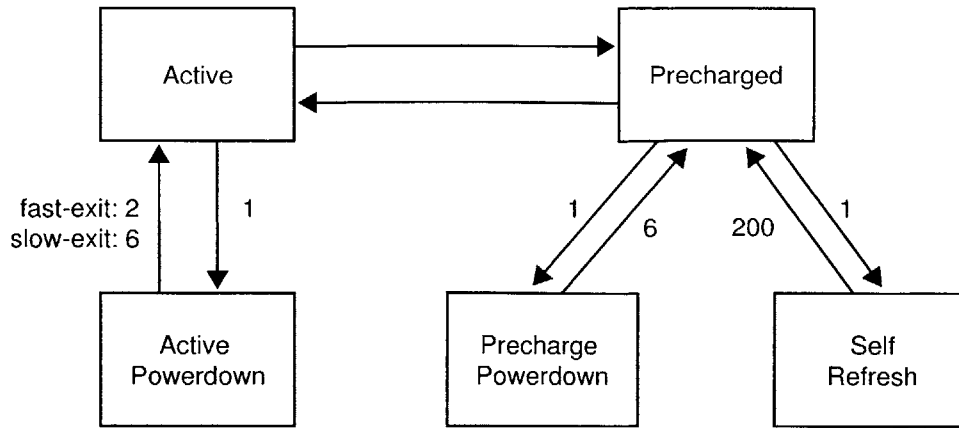 Active
Precharged
fast-exit: 2
slow-exit: 6
1
1
6
200
1
Active
Powerdown
Precharge
Powerdown
Self
Refresh